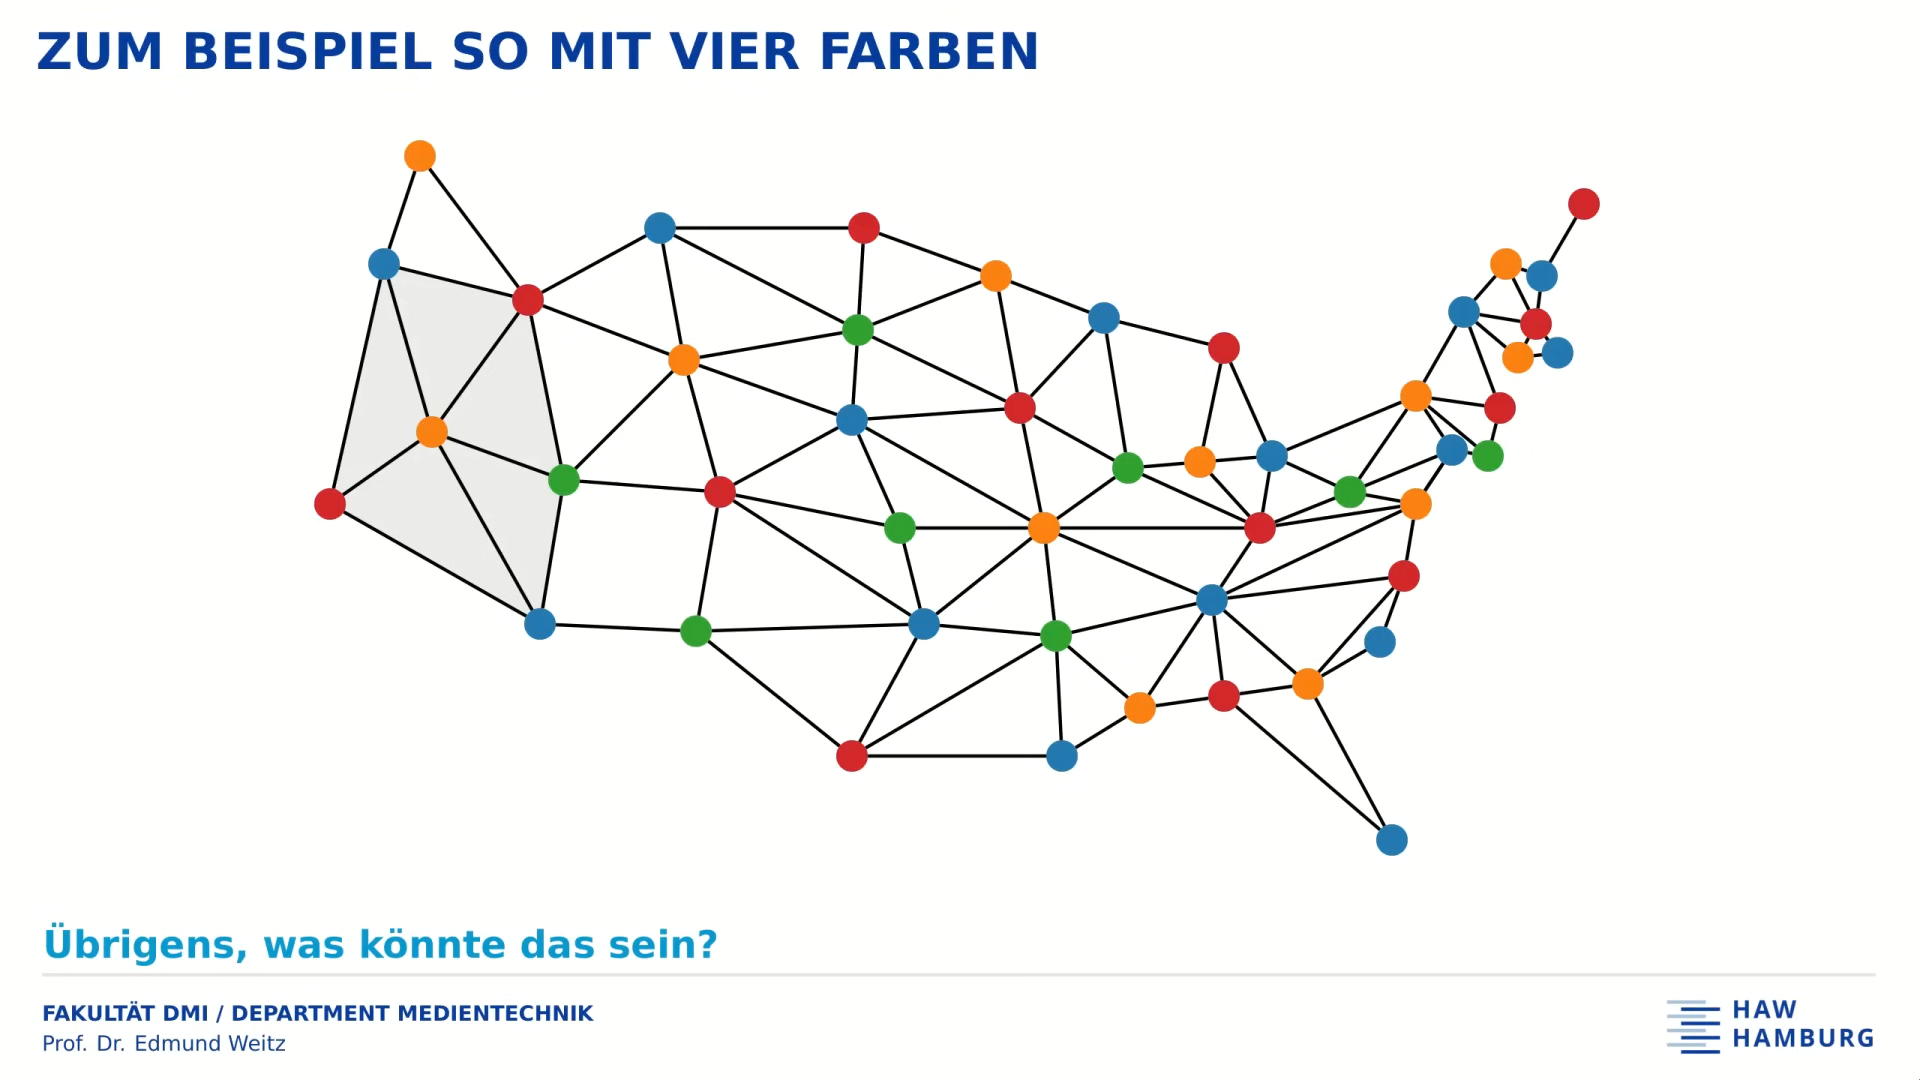 ZUM BEISPIEL SO MIT VIER FARBEN
Übrigens, was könnte das sein?
FAKULTÄT DMI / DEPARTMENT MEDIENTECHNIK
Prof. Dr. Edmund Weitz
HAW
HAMBURG